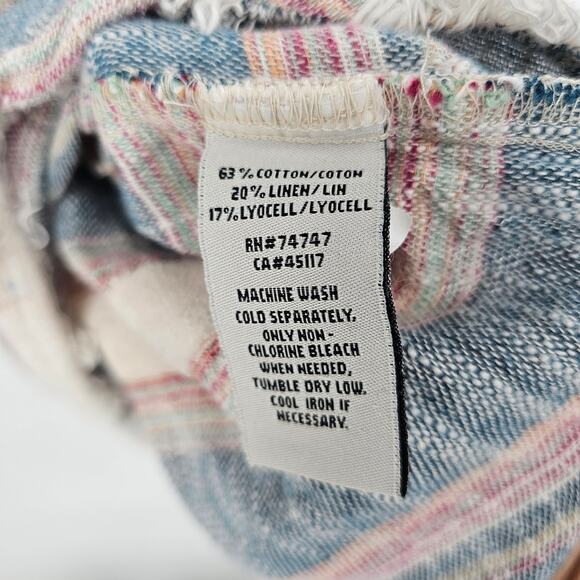 63% COTTON/COTON
20% LINEN/LIN
17% LYOCELL/LYOCELL
RN#74747
CA#45117
MACHINE WASH
COLD SEPARATELY,
ONLY NON-
CHLORINE BLEACH
WHEN NEEDED,
TUMBLE DRY LOW.
COOL IRON IF
NECESSARY.